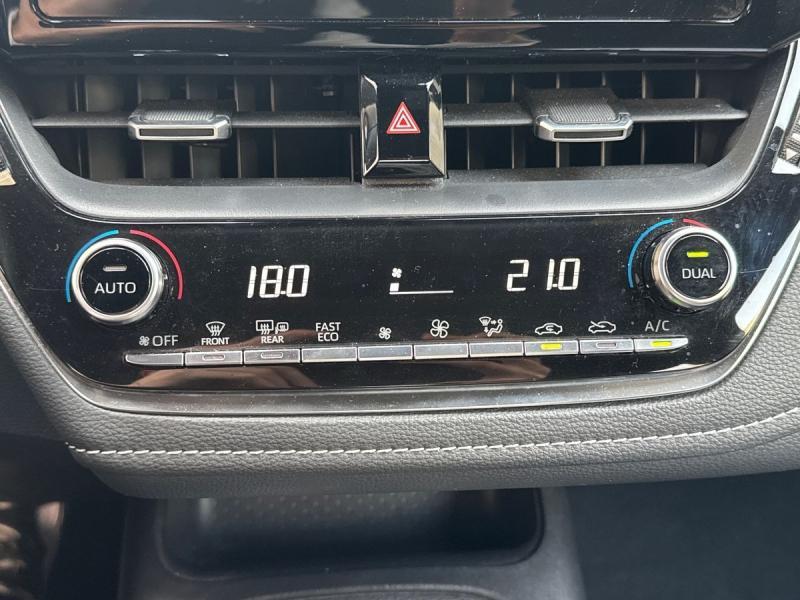 AUTO
18.0
21.0
DUAL
OFF
FRONT
REAR
FAST
ECO
A/C